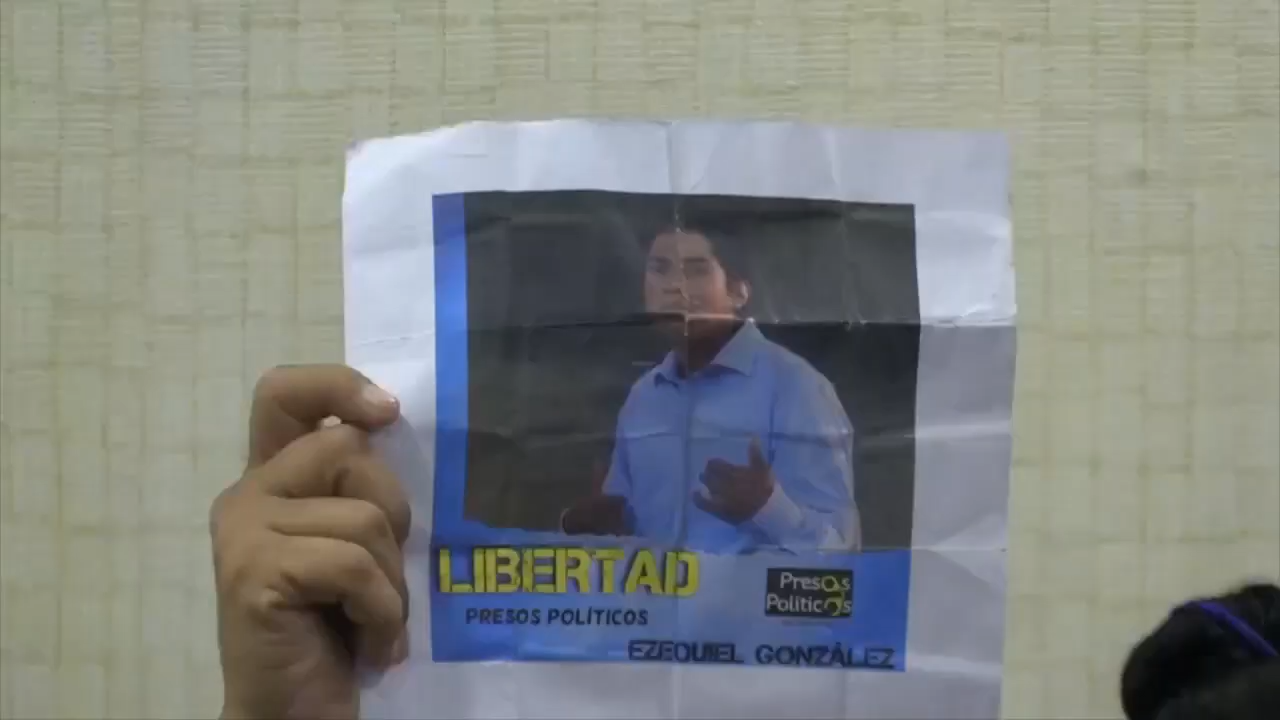 LIBERTAD
PRESOS POLÍTICOS
Presos
Políticos
EZEQUIEL GONZÁLEZ